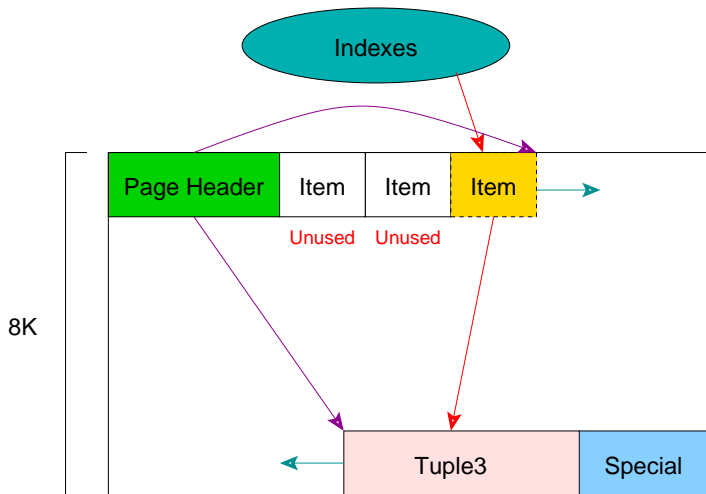 Indexes
Page Header Item Item Item
Unused Unused
8K
Tuple3 Special